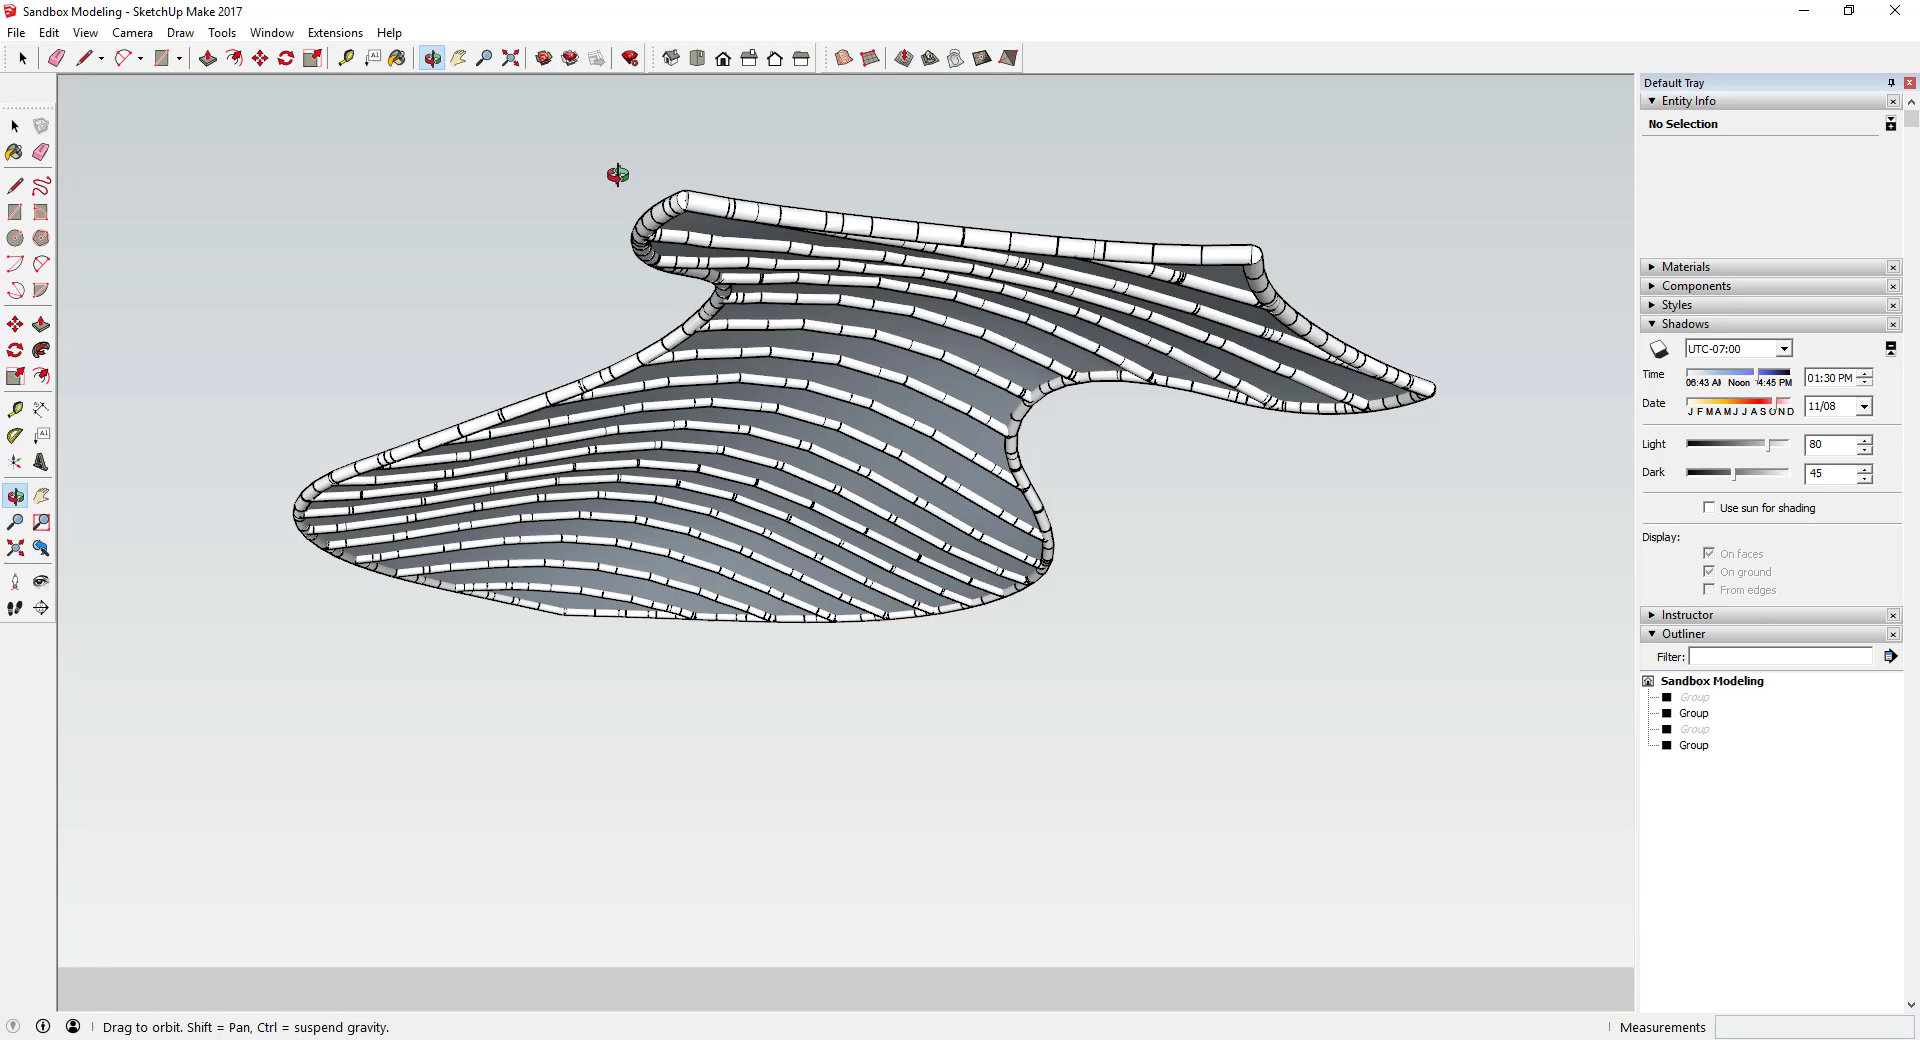 Sandbox Modeling - SketchUp Make 2017
File Edit View Camera Draw Tools Window Extensions Help
A1
Default Tray
Entity Info
No Selection
A1
Materials
Components
Styles
Shadows
UTC-07:00
Time 06:43 AM Noon 4:45 PM 01:30 PM
Date J F M A M J J A S O N D 11/08
Light 80
Dark 45
Use sun for shading
Display:
On faces
On ground
From edges
Instructor
Outliner
Filter:
Sandbox Modeling
Group
Group
Group
Group
Drag to orbit. Shift = Pan, Ctrl = suspend gravity.
Measurements